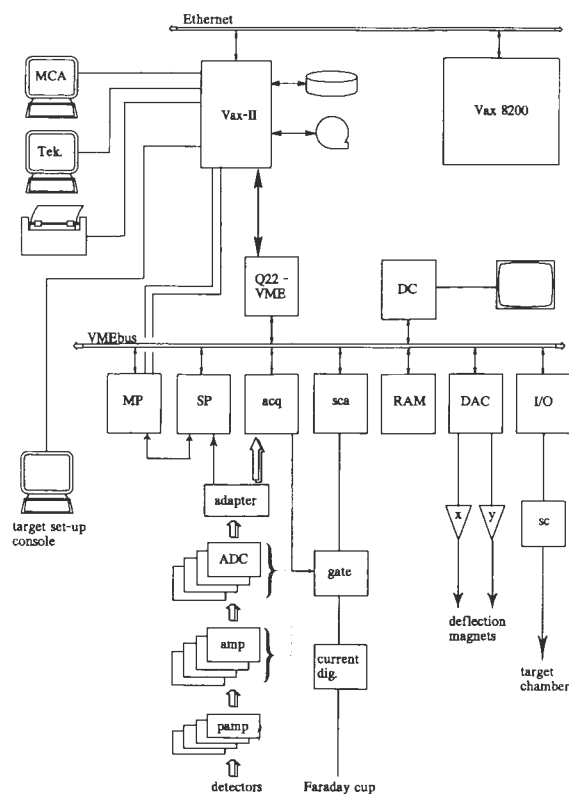 Ethernet
MCA
Vax-II
Vax 8200
Tek.
Q22 -
VME
DC
VMEbus
MP
SP
acq
sca
RAM
DAC
I/O
adapter
x
y
sc
target set-up
console
ADC
gate
deflection
magnets
amp
current
dig.
target
chamber
pamp
detectors
Faraday cup